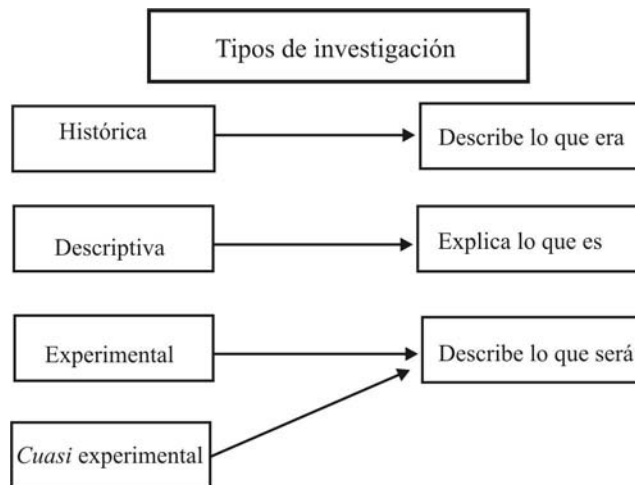 Tipos de investigación
Histórica
Describe lo que era
Descriptiva
Explica lo que es
Experimental
Describe lo que será
Cuasi experimental